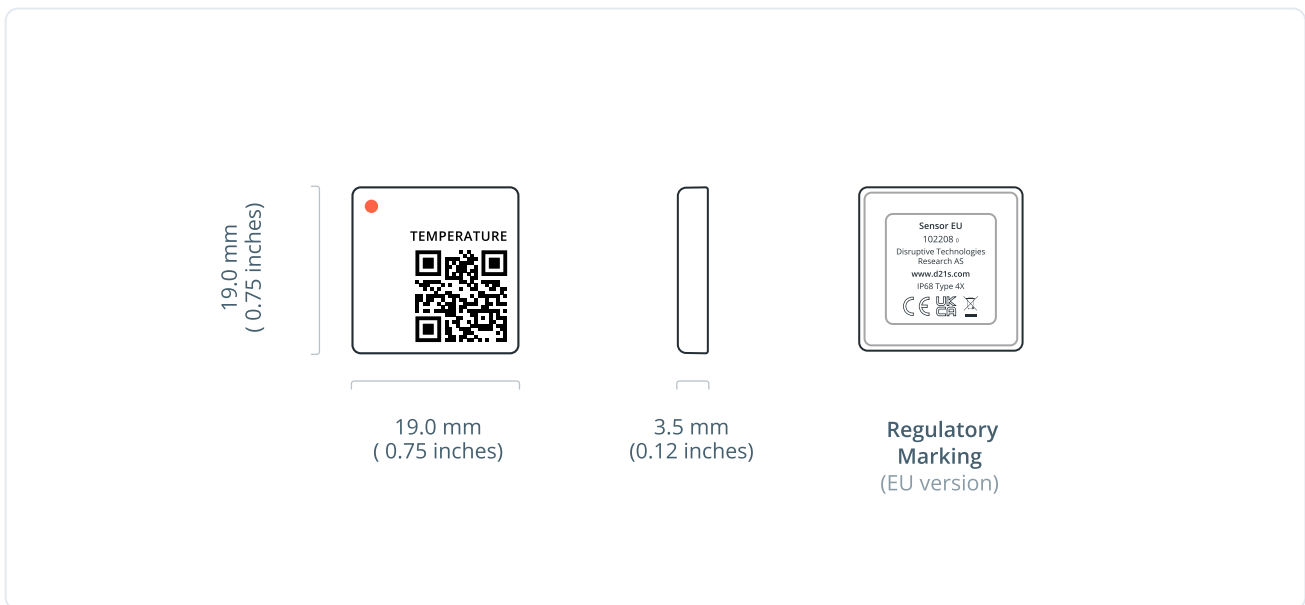 19.0 mm
( 0.75 inches)
TEMPERATURE
19.0 mm
( 0.75 inches)
3.5 mm
(0.12 inches)
Sensor EU
102208 0
Disruptive Technologies
Research AS
www.d21s.com
IP68 Type 4X
CE UK
CA
Regulatory
Marking
(EU version)